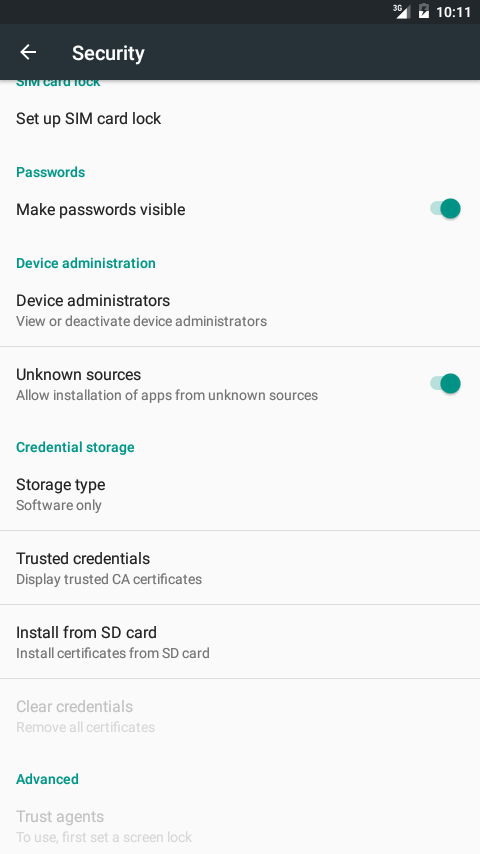 3G 10:11
Security
SIM card lock
Set up SIM card lock
Passwords
Make passwords visible
Device administration
Device administrators
View or deactivate device administrators
Unknown sources
Allow installation of apps from unknown sources
Credential storage
Storage type
Software only
Trusted credentials
Display trusted CA certificates
Install from SD card
Install certificates from SD card
Clear credentials
Remove all certificates
Advanced
Trust agents
To use, first set a screen lock